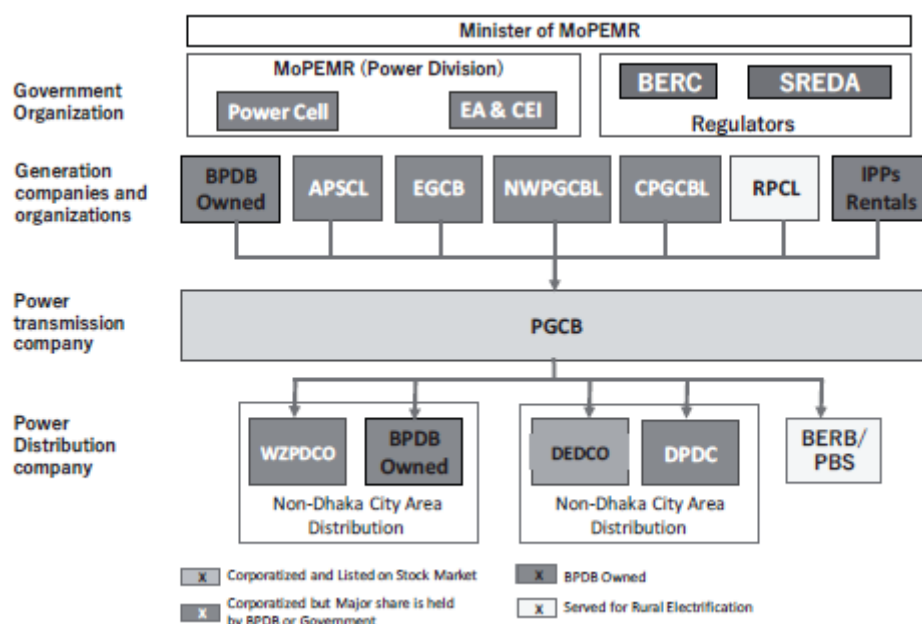 Minister of MoPEMR
Government
Organization
MoPEMR (Power Division)
Power Cell
EA & CEI
BERC
SREDA
Regulators
Generation
companies and
organizations
BPDB
Owned
APSCL
EGCB
NWPGCBL
CPGCBL
RPCL
IPPs
Rentals
Power
transmission
company
PGCB
Power
Distribution
company
WZPDCO
BPDB
Owned
Non-Dhaka City Area
Distribution
DEDCO
DPDC
Non-Dhaka City Area
Distribution
BERB/
PBS
X Corporatized and Listed on Stock Market
X BPDB Owned
X Corporatized but Major share is held
by BPDB or Government
X Served for Rural Electrification